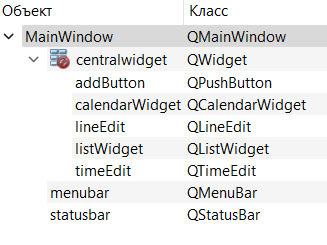 Объект Класс
MainWindow QMainWindow
centralwidget QWidget
addButton QPushButton
calendarWidget QCalendarWidget
lineEdit QLineEdit
listWidget QListWidget
timeEdit QTimeEdit
menubar QMenuBar
statusbar QStatusBar